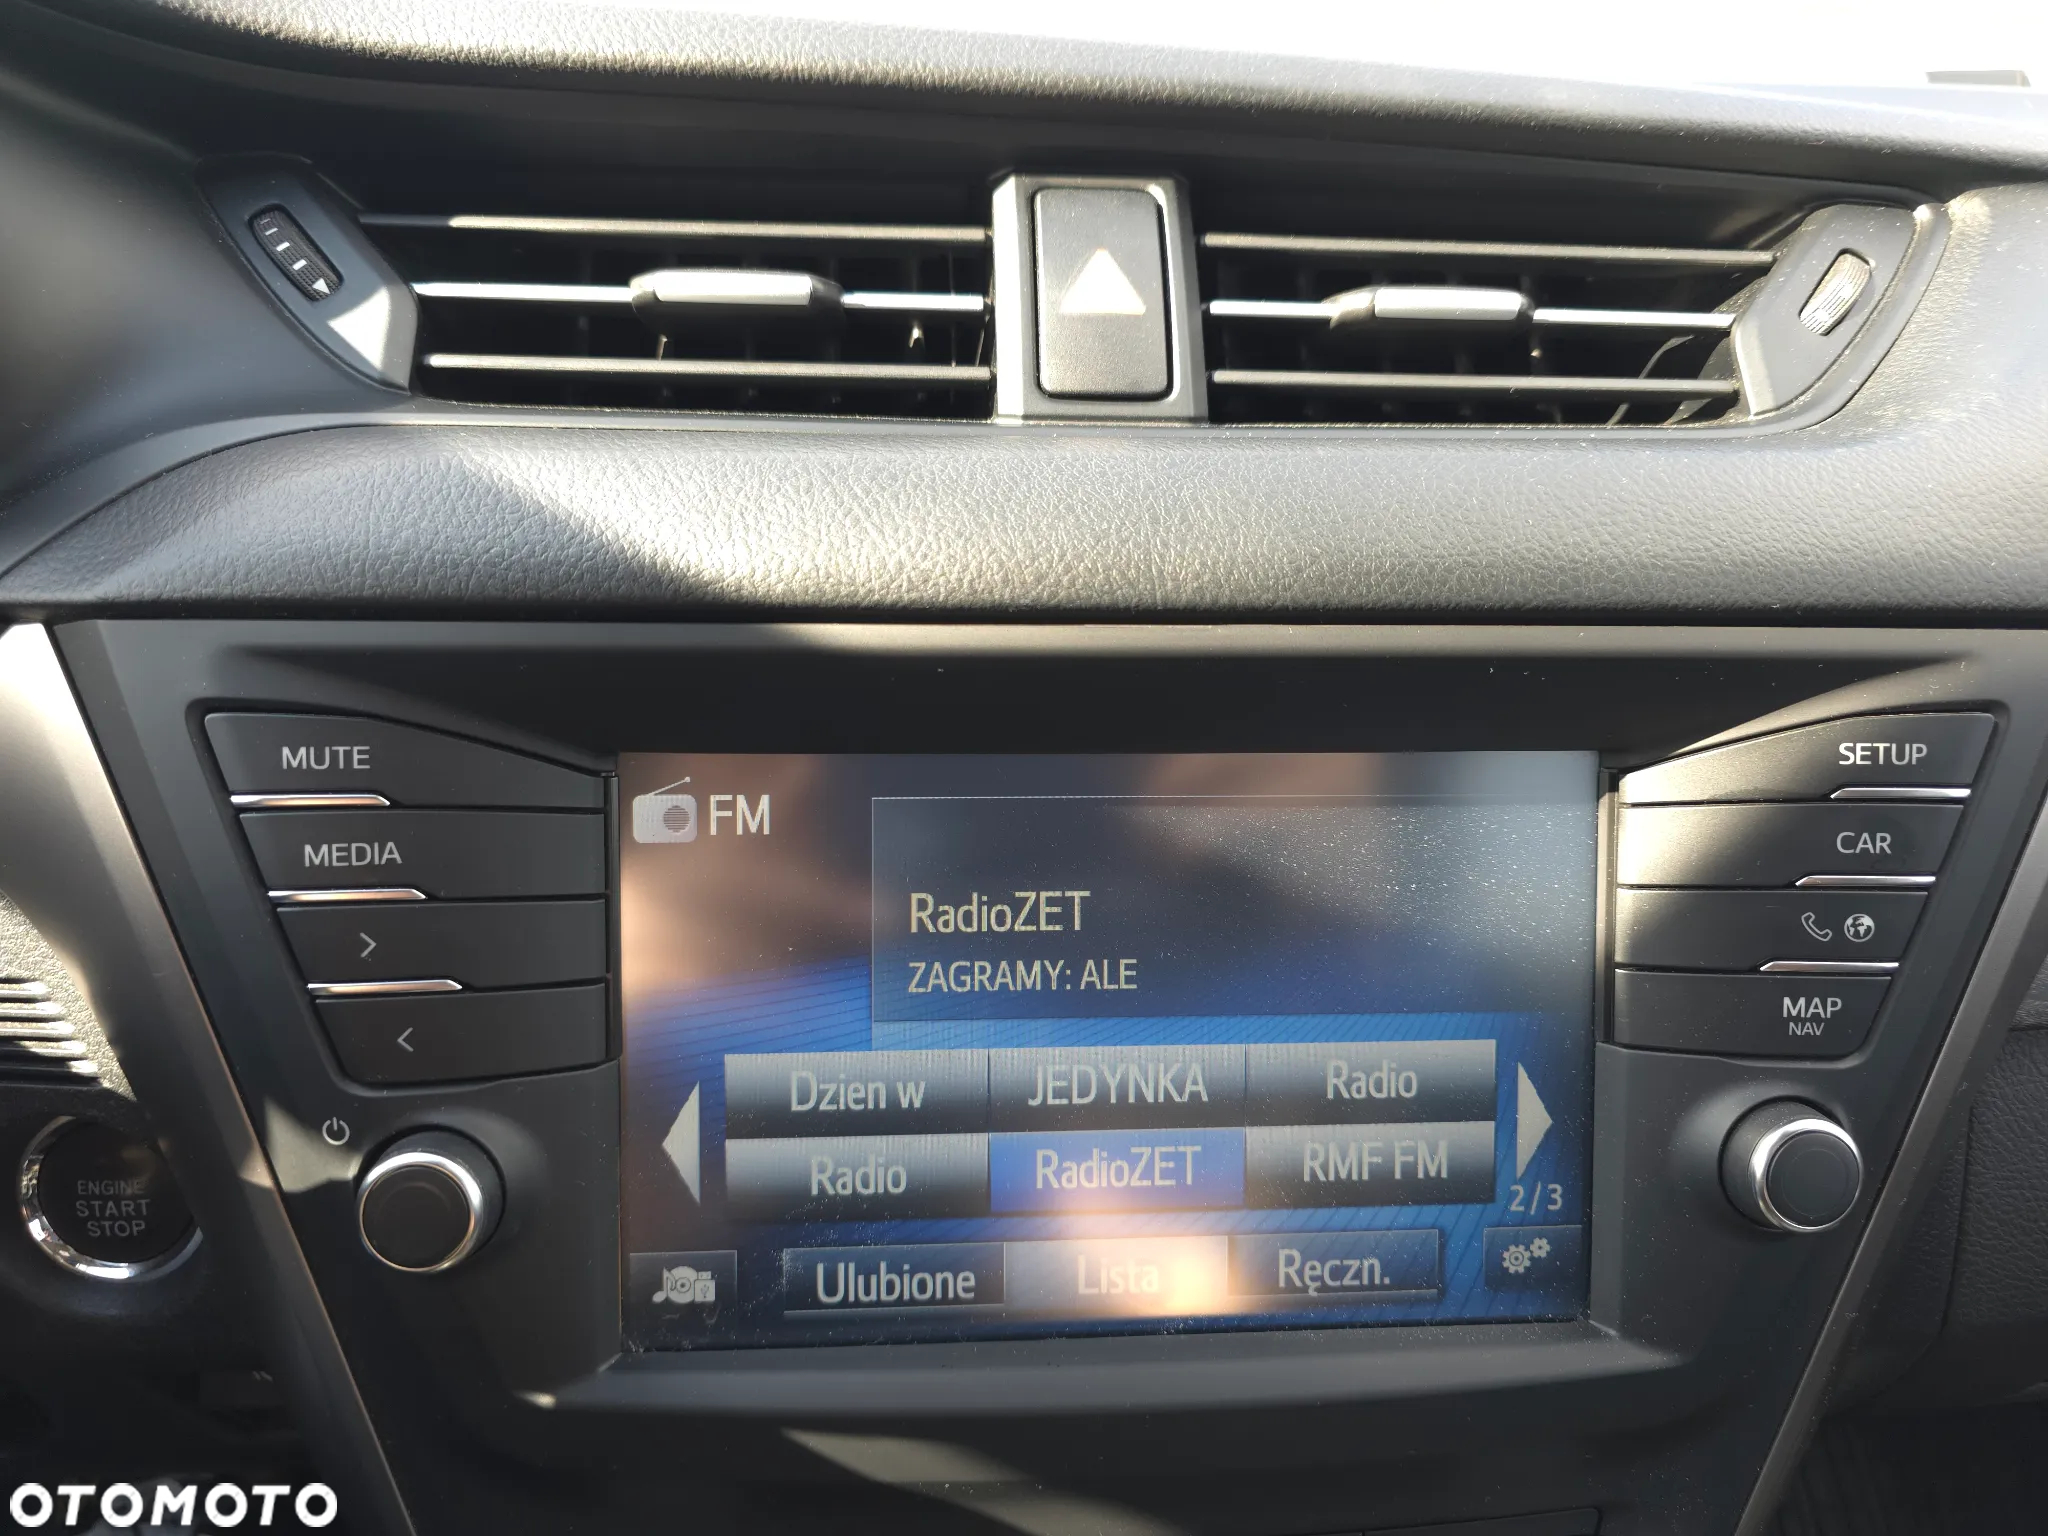 MUTE
MEDIA
SETUP
CAR
MAP
NAV
ENGINE
START
STOP
FM
RadioZET
ZAGRAMY: ALE
Dzien w
JEDYNKA
Radio
Radio
RadioZET
RMF FM
2/3
Ulubione
Lista
Ręczn.
OTOMOTO